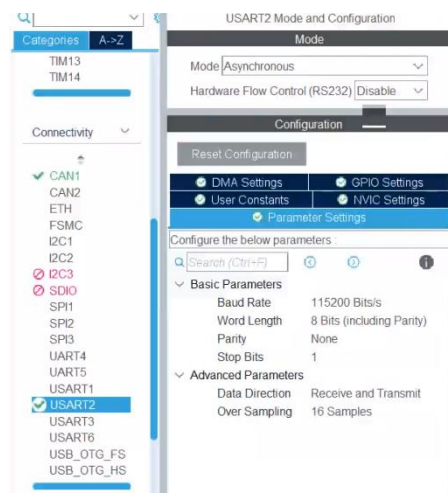 USART2 Mode and Configuration
Categories A->Z
Mode
TIM13
TIM14
Mode Asynchronous
Hardware Flow Control (RS232) Disable
Connectivity
Configuration
Reset Configuration
CAN1
CAN2
ETH
FSMC
I2C1
I2C2
I2C3
SDIO
SPI1
SPI2
SPI3
UART4
UART5
USART1
USART2
USART3
USART6
USB_OTG_FS
USB_OTG_HS
DMA Settings GPIO Settings
User Constants NVIC Settings
Parameter Settings
Configure the below parameters :
Search (Ctrl+F)
Basic Parameters
Baud Rate 115200 Bits/s
Word Length 8 Bits (including Parity)
Parity None
Stop Bits 1
Advanced Parameters
Data Direction Receive and Transmit
Over Sampling 16 Samples